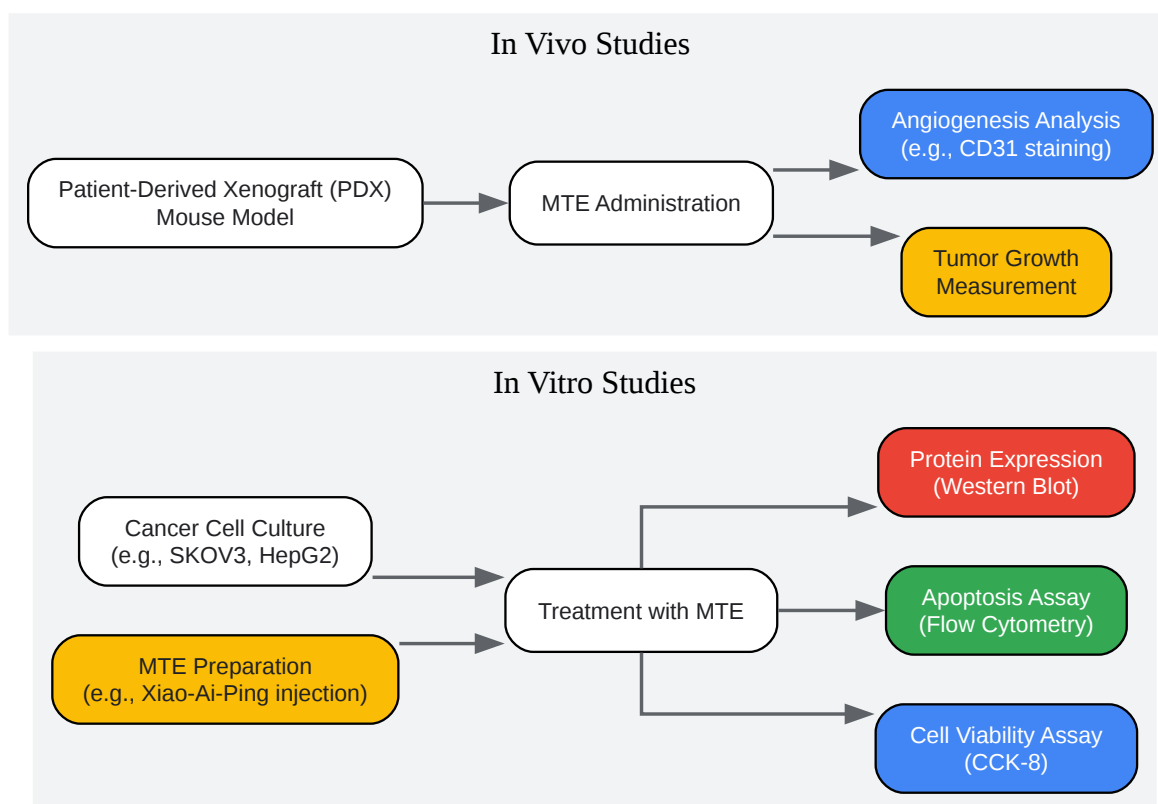 In Vivo Studies
Patient-Derived Xenograft (PDX)
Mouse Model
MTE Administration
Angiogenesis Analysis
(e.g., CD31 staining)
Tumor Growth
Measurement
In Vitro Studies
Cancer Cell Culture
(e.g., SKOV3, HepG2)
MTE Preparation
(e.g., Xiao-Ai-Ping injection)
Treatment with MTE
Protein Expression
(Western Blot)
Apoptosis Assay
(Flow Cytometry)
Cell Viability Assay
(CCK-8)